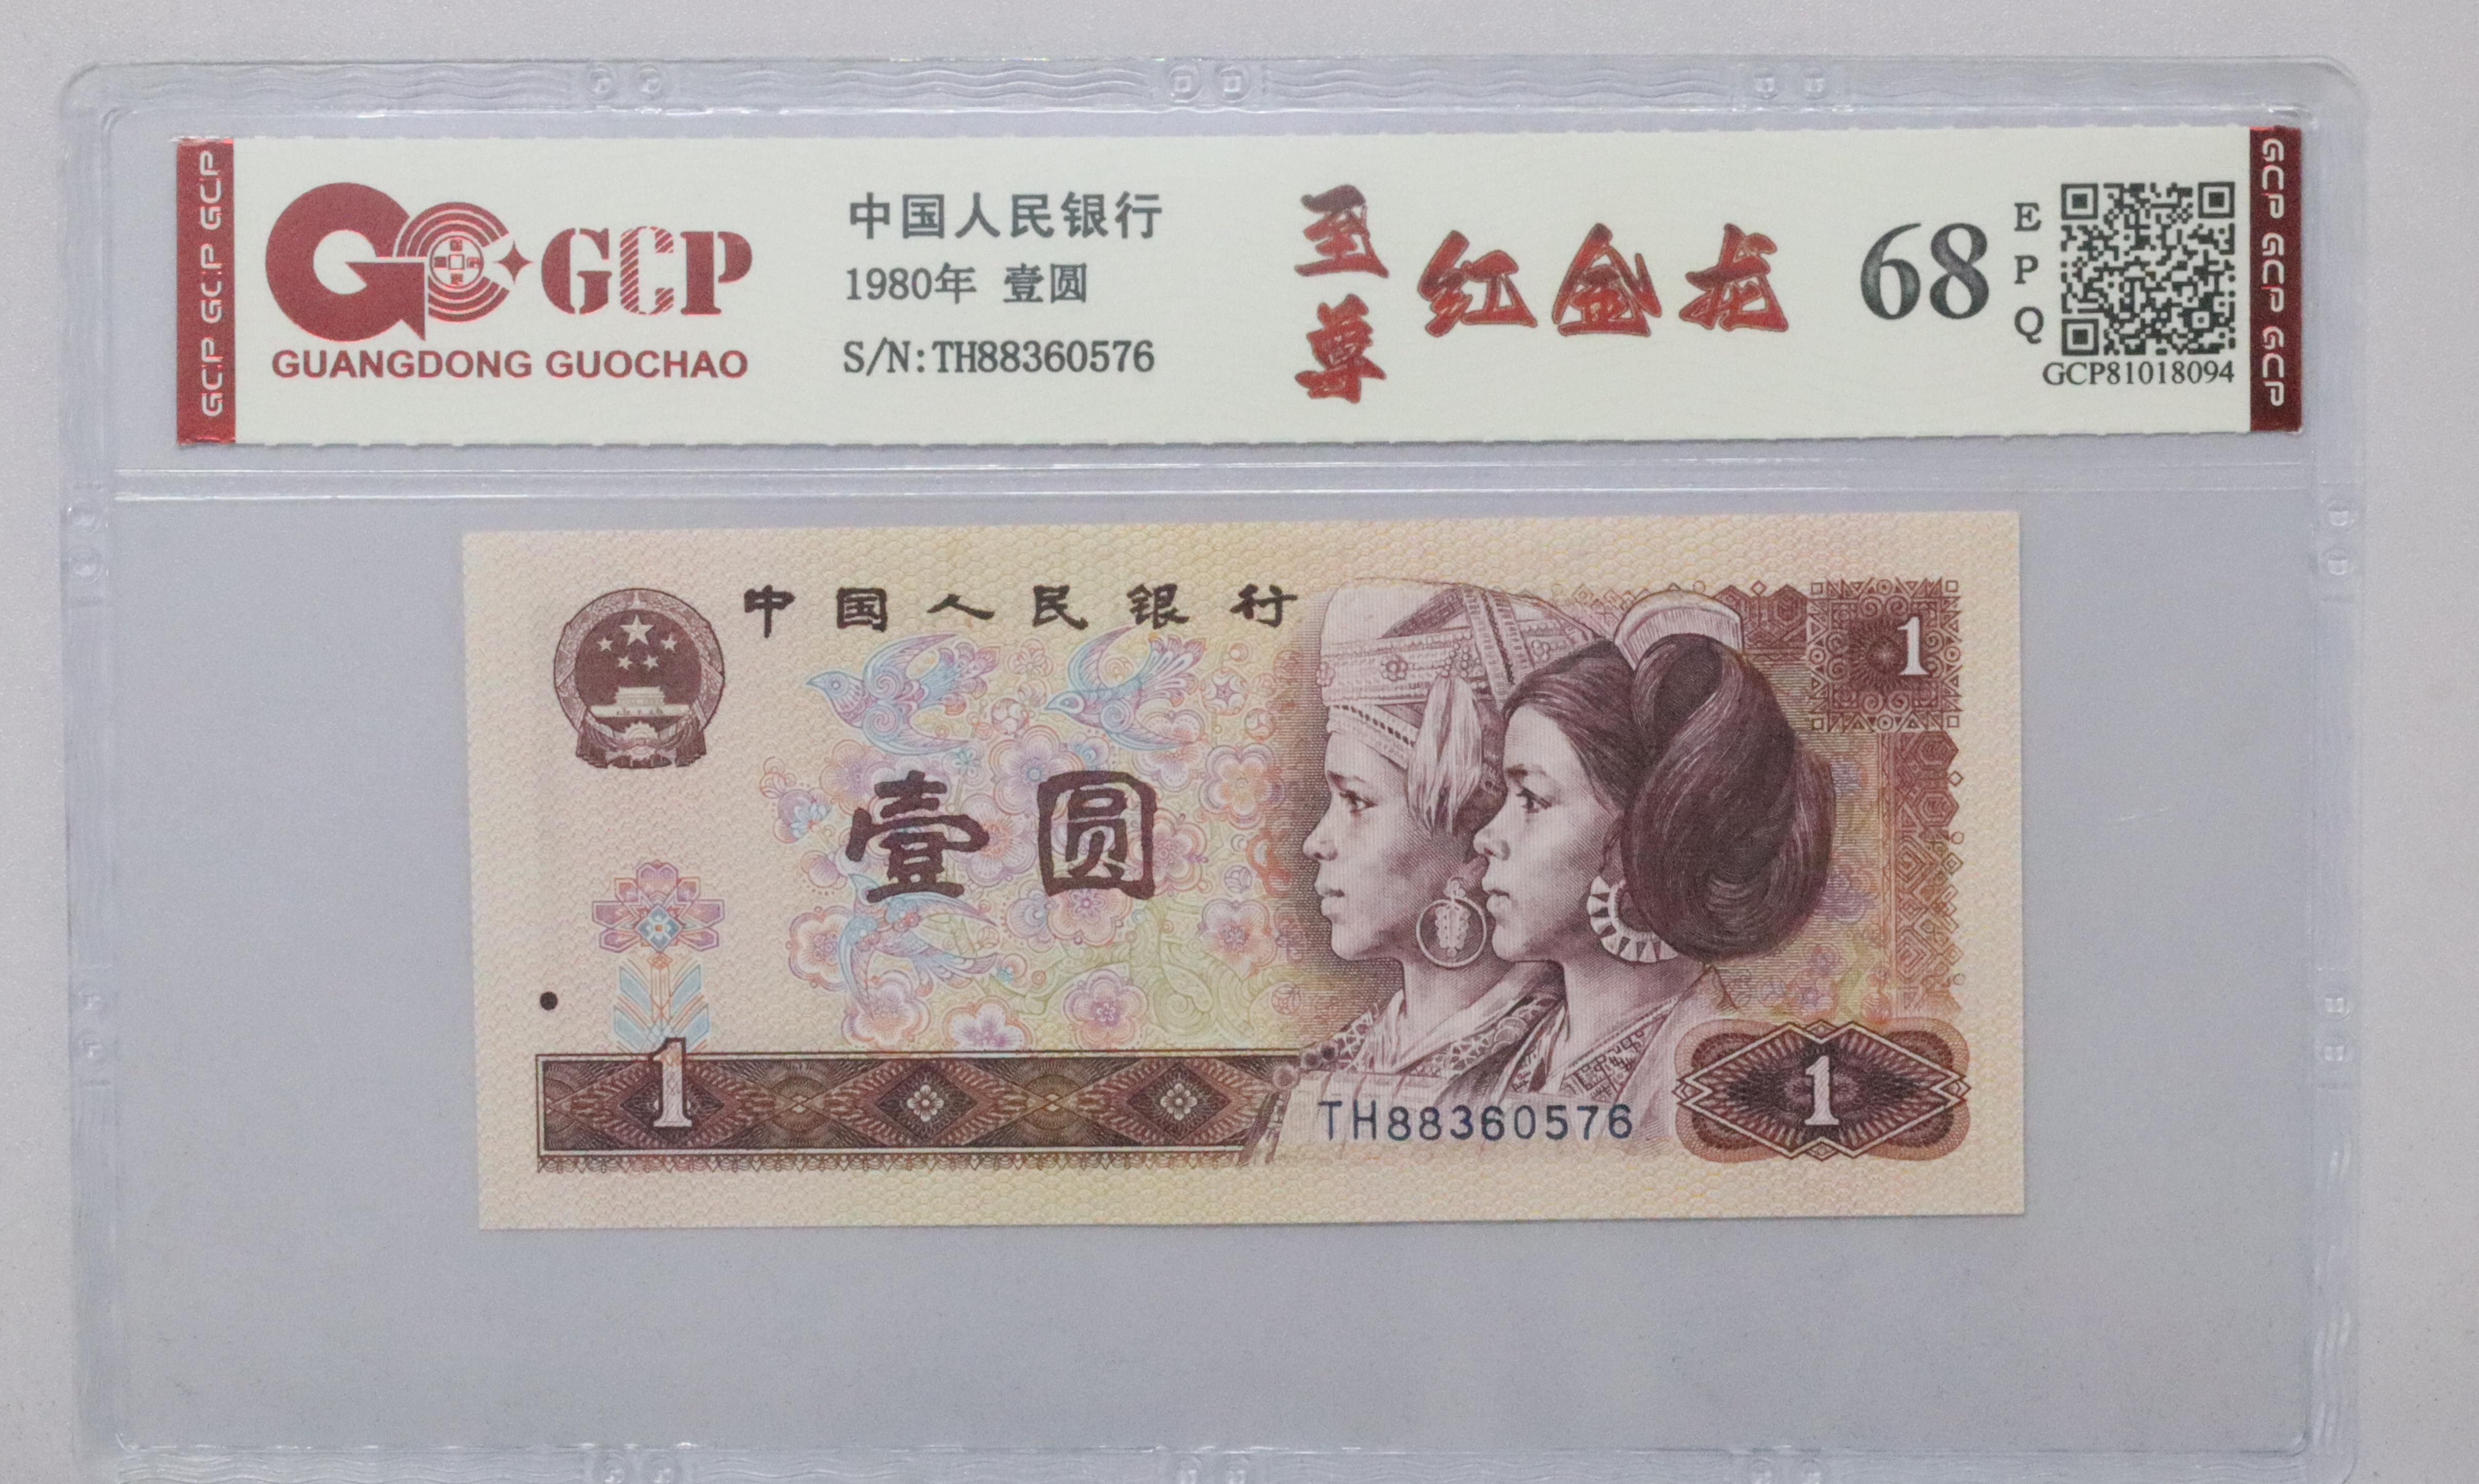 GCP GCP GCP
GCP
GUANGDONG GUOCHAO
中国人民银行
1980年 壹圆
S/N:TH88360576
至尊
红金龙
68
EPQ
GCP81018094
GCP GCP GCP
中国人民银行
1
壹圆
1
TH88360576
1